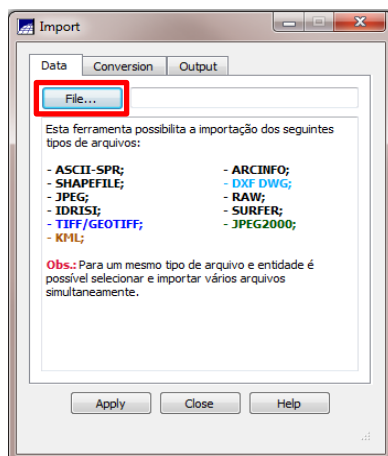 Import
Data Conversion Output
File...
Esta ferramenta possibilita a importação dos seguintes
tipos de arquivos:
- ASCII-SPR; - ARCINFO;
- SHAPEFILE; - DXF DWG;
- JPEG; - RAW;
- IDRISI; - SURFER;
- TIFF/GEOTIFF; - JPEG2000;
- KML;
Obs.: Para um mesmo tipo de arquivo e entidade é
possível selecionar e importar vários arquivos
simultaneamente.
Apply Close Help